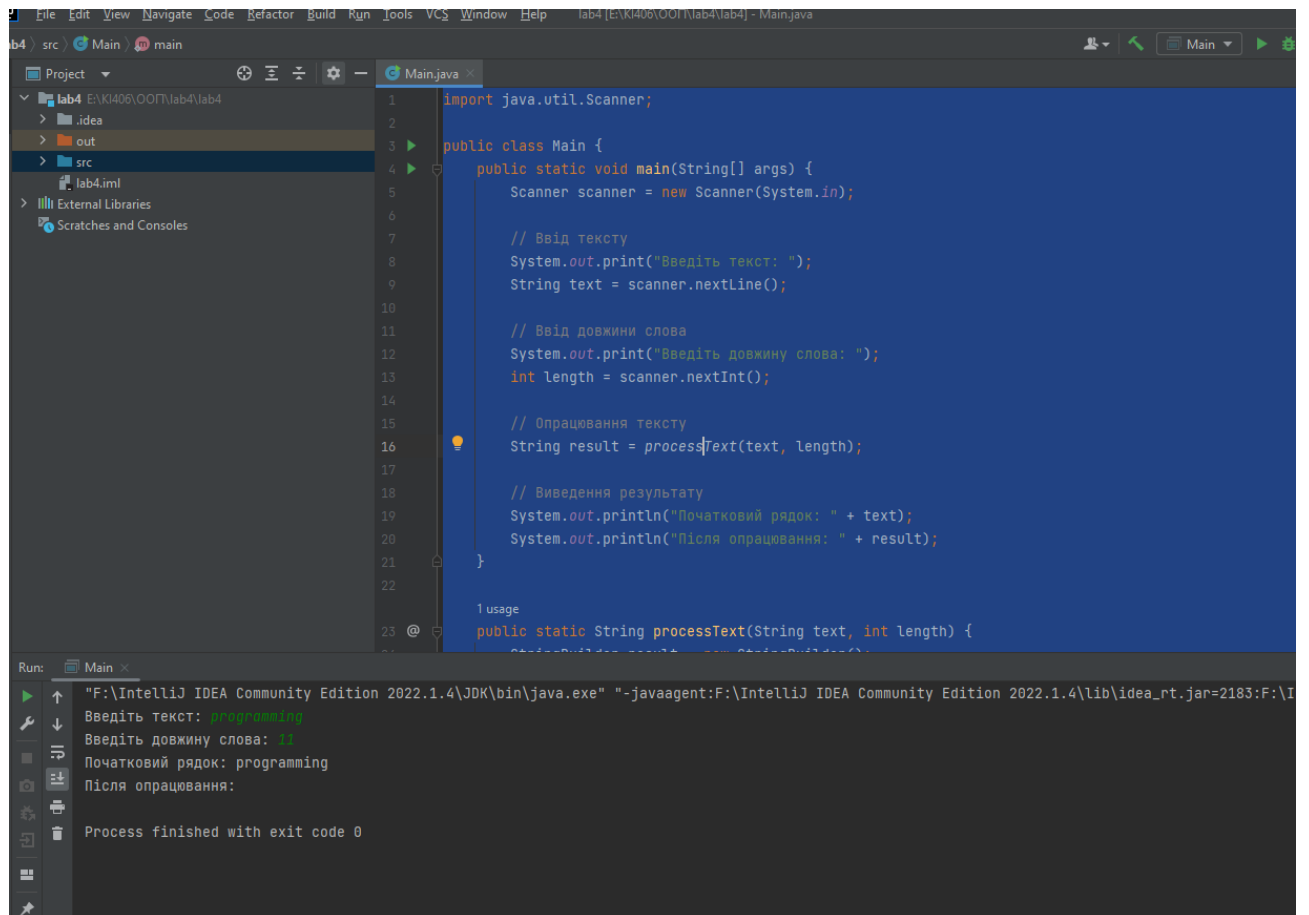 File Edit View Navigate Code Refactor Build Run Tools VCS Window Help lab4 [E:\КІ406\ООП\lab4\lab4] - Main.java
src Main main
Main
Project
Main.java
lab4 E:\КІ406\ООП\lab4\lab4
.idea
out
src
lab4.iml
External Libraries
Scratches and Consoles
1 import java.util.Scanner;
2
3 public class Main {
4 public static void main(String[] args) {
5 Scanner scanner = new Scanner(System.in);
6
7 // Ввід тексту
8 System.out.print("Введіть текст: ");
9 String text = scanner.nextLine();
10
11 // Ввід довжини слова
12 System.out.print("Введіть довжину слова: ");
13 int length = scanner.nextInt();
14
15 // Опрацювання тексту
16 String result = processText(text, length);
17
18 // Виведення результату
19 System.out.println("Початковий рядок: " + text);
20 System.out.println("Після опрацювання: " + result);
21 }
22
1 usage
23 @ public static String processText(String text, int length) {
Run: Main
"F:\IntelliJ IDEA Community Edition 2022.1.4\JDK\bin\java.exe" "-javaagent:F:\IntelliJ IDEA Community Edition 2022.1.4\lib\idea_rt.jar=2183:F:\I
Введіть текст: programming
Введіть довжину слова: 11
Початковий рядок: programming
Після опрацювання:
Process finished with exit code 0